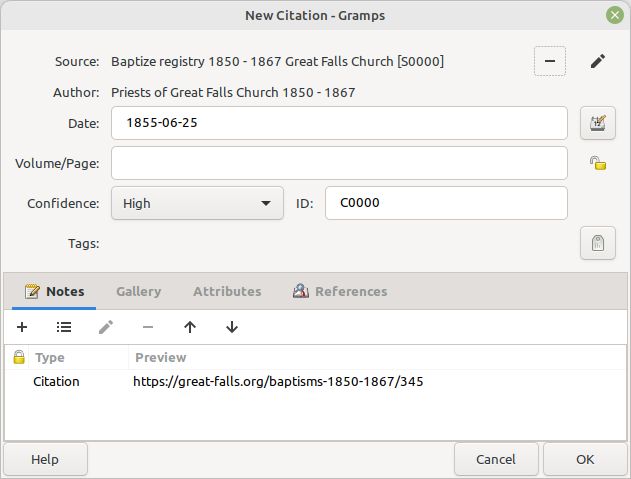 New Citation - Gramps
Source: Baptize registry 1850 - 1867 Great Falls Church [S0000]
Author: Priests of Great Falls Church 1850 - 1867
Date: 1855-06-25
Volume/Page:
Confidence: High ID: C0000
Tags:
Notes Gallery Attributes References
Type Preview
Citation https://great-falls.org/baptisms-1850-1867/345
Help Cancel OK